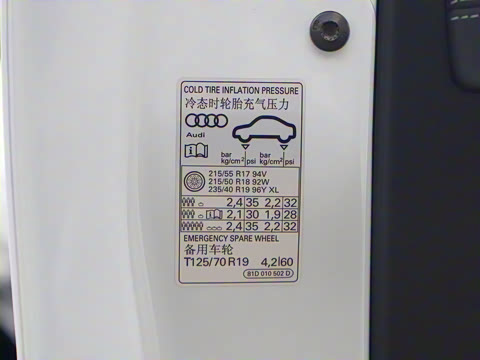 COLD TIRE INFLATION PRESSURE
冷态时轮胎充气压力
Audi
bar kg/cm² psi bar kg/cm² psi
215/55 R17 94V
215/50 R18 92W
235/40 R19 96Y XL
2,4 35 2,2 32
2,1 30 1,9 28
2,4 35 2,2 32
EMERGENCY SPARE WHEEL
备用车轮
T125/70 R19 4,2 60
81D 010 502 D